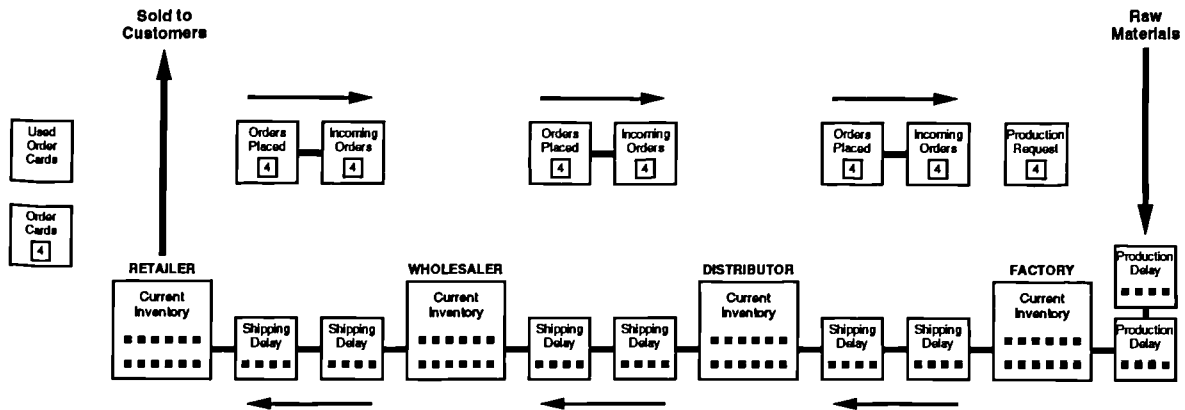 Sold to
Customers
Raw
Materials
Used
Order
Cards
Orders
Placed
4
Incoming
Orders
4
Orders
Placed
4
Incoming
Orders
4
Orders
Placed
4
Incoming
Orders
4
Production
Request
4
Order
Cards
4
RETAILER
Current
Inventory
Shipping
Delay
Shipping
Delay
WHOLESALER
Current
Inventory
Shipping
Delay
Shipping
Delay
DISTRIBUTOR
Current
Inventory
Shipping
Delay
Shipping
Delay
FACTORY
Current
Inventory
Production
Delay
Production
Delay